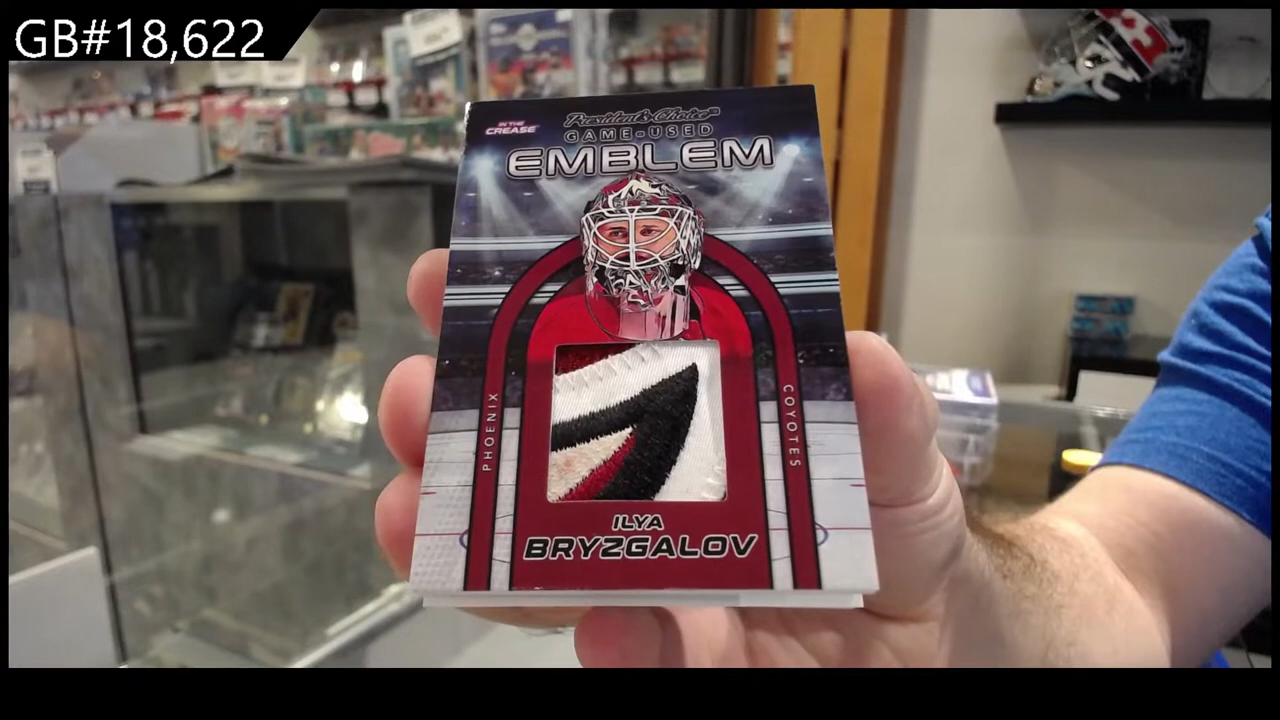 GB#18,622
IN THE
CREASE
President's Choice
GAME-USED
EMBLEM
PHOENIX
COYOTES
ILYA
BRYZGALOV